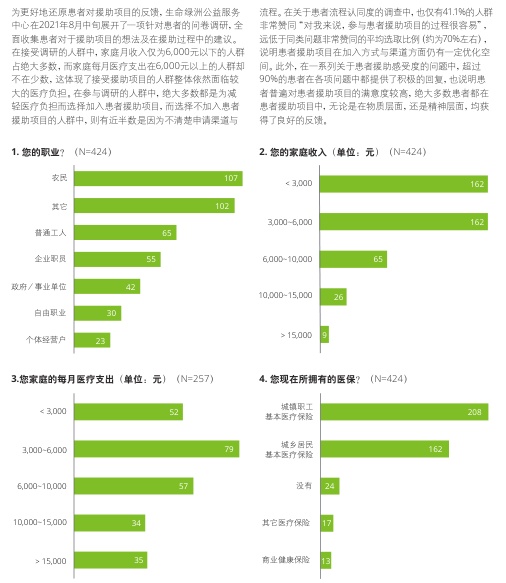 为更好地还原患者对援助项目的反馈，生命绿洲公益服务
中心在2021年8月中旬展开了一项针对患者的问卷调研，全
面收集患者对于援助项目的想法及在援助过程中的建议。
在接受调研的人群中，家庭月收入仅为6,000元以下的人群
占绝大多数，而家庭每月医疗支出在6,000元以上的人群却
不在少数，这体现了接受援助项目的人群整体依然面临较
大的医疗负担。在参与调研的人群中，绝大多数都是为减
轻医疗负担而选择加入患者援助项目，而选择不加入患者
援助项目的人群中，则有近半数是因为不清楚申请渠道与
流程。在关于患者流程认同度的调查中，也仅有41.1%的人群
非常赞同“对我来说，参与患者援助项目的过程很容易”，
远低于同类问题非常赞同的平均选取比例 (约为70%左右)，
说明患者援助项目在加入方式与渠道方面仍有一定优化空
间。此外，在一系列关于患者援助感受度的问题中，超过
90%的患者在各项问题中都提供了积极的回复，也说明患
者普遍对患者援助项目的满意度较高，绝大多数患者都在
患者援助项目中，无论是在物质层面，还是精神层面，均获
得了良好的反馈。
1. 您的职业？（N=424）
农民 107
其它 102
普通工人 65
企业职员 55
政府／事业单位 42
自由职业 30
个体经营户 23
2. 您的家庭收入（单位：元）（N=424）
< 3,000 162
3,000~6,000 162
6,000~10,000 65
10,000~15,000 26
> 15,000 9
3.您家庭的每月医疗支出（单位：元）（N=257）
< 3,000 52
3,000~6,000 79
6,000~10,000 57
10,000~15,000 34
> 15,000 35
4. 您现在所拥有的医保？（N=424）
城镇职工
基本医疗保险 208
城乡居民
基本医疗保险 162
没有 24
其它医疗保险 17
商业健康保险 13